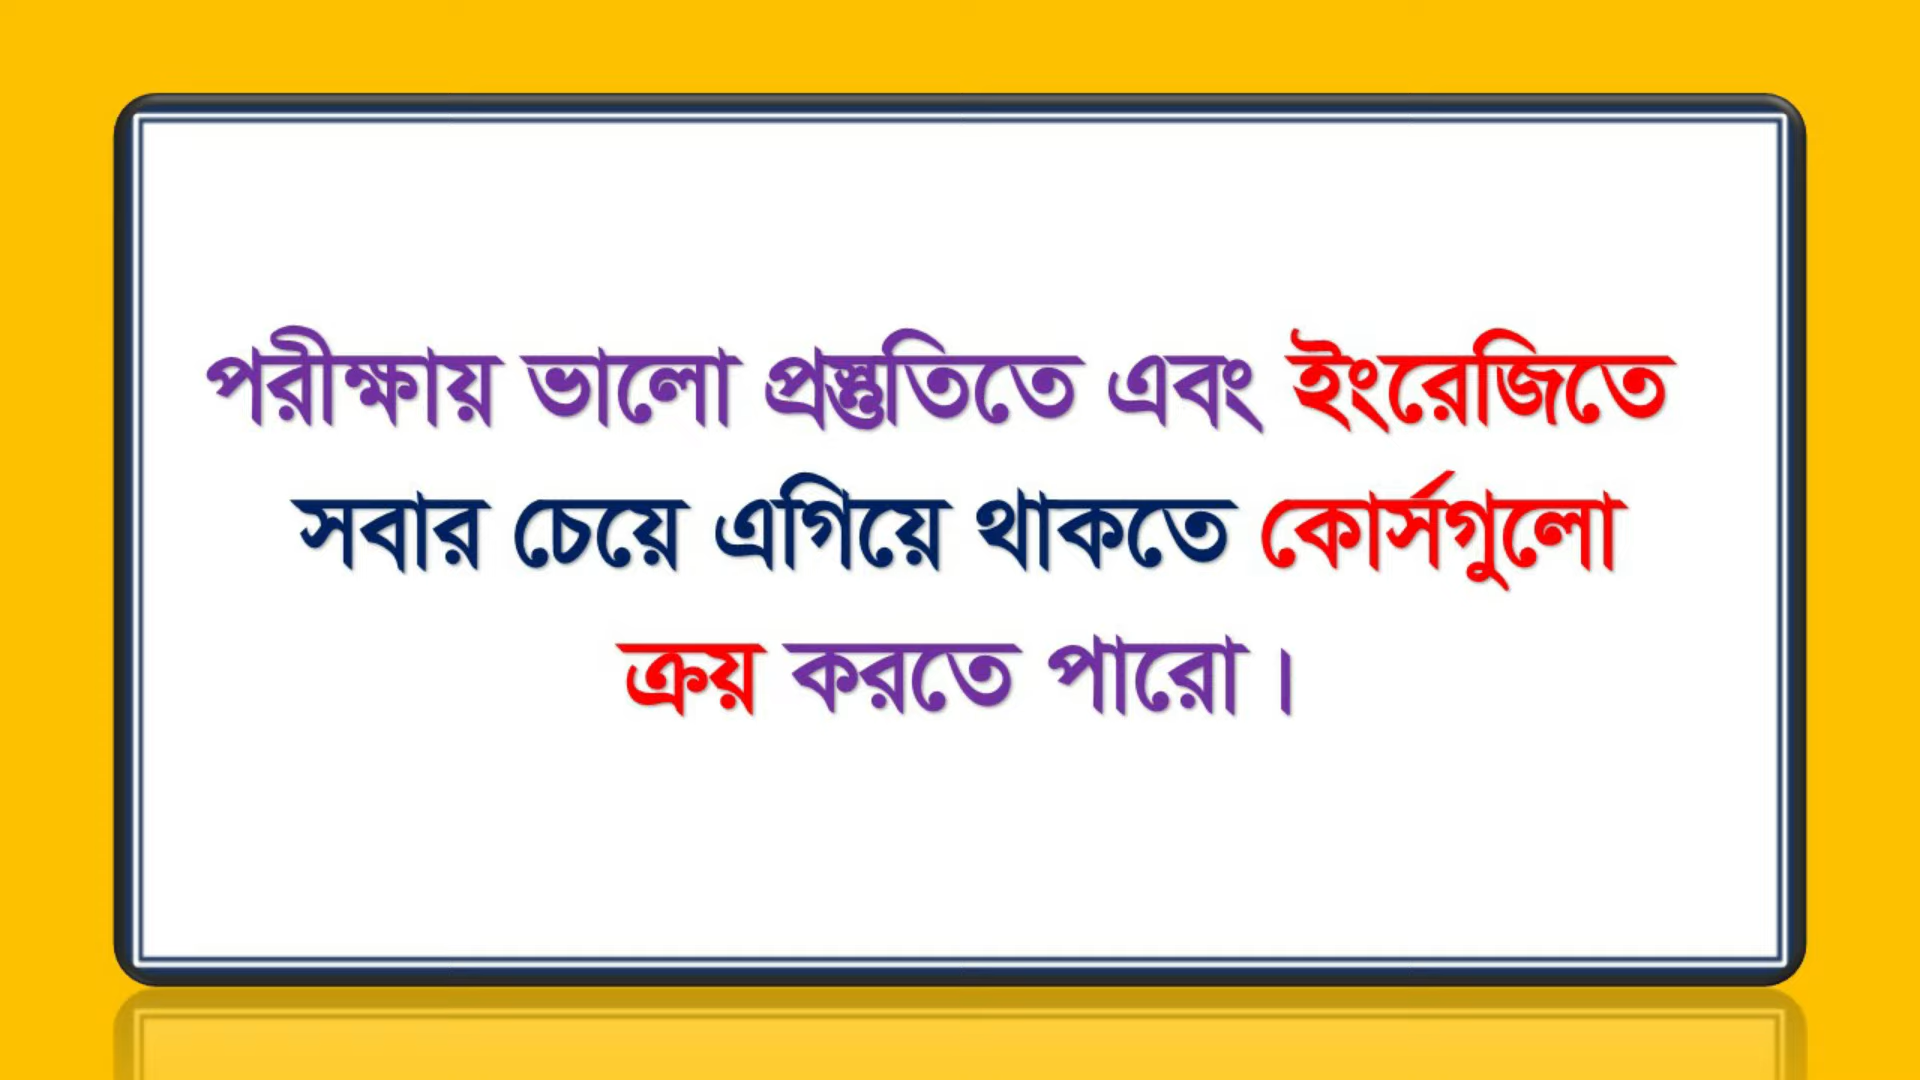 পরীক্ষায় ভালো প্রস্তুতিতে এবং ইংরেজিতে
সবার চেয়ে এগিয়ে থাকতে কোর্সগুলো
ক্রয় করতে পারো।